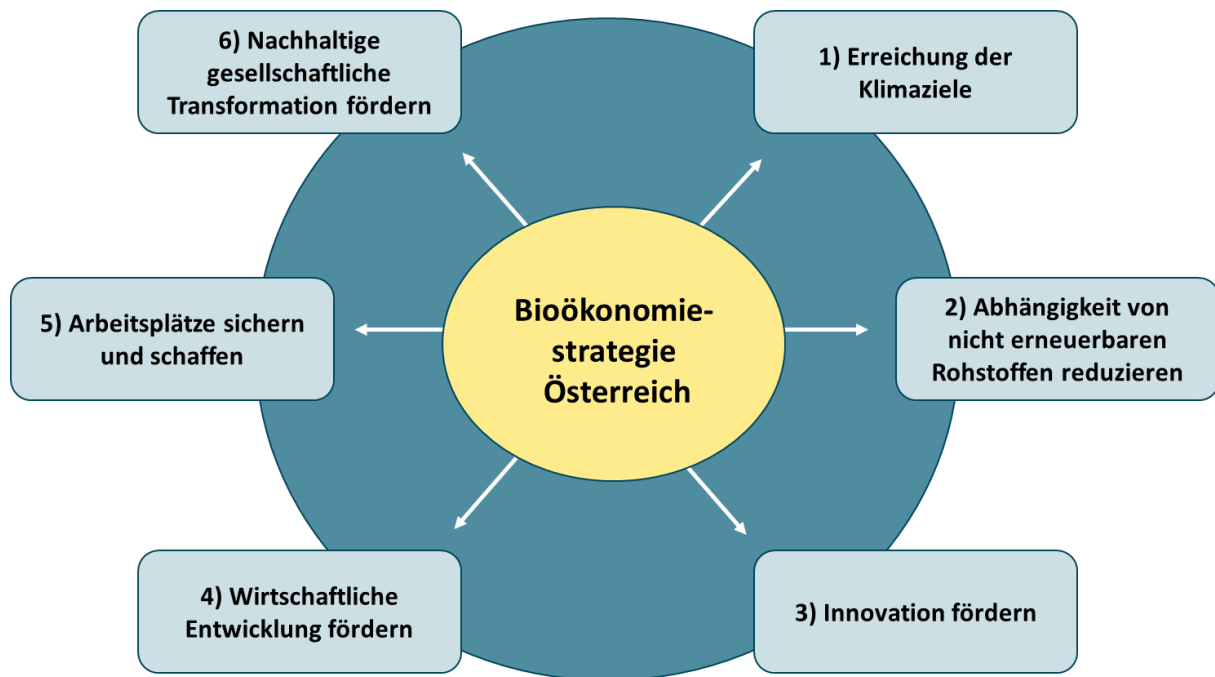 6) Nachhaltige
gesellschaftliche
Transformation fördern
1) Erreichung der
Klimaziele
5) Arbeitsplätze sichern
und schaffen
Bioökonomie-
strategie
Österreich
2) Abhängigkeit von
nicht erneuerbaren
Rohstoffen reduzieren
4) Wirtschaftliche
Entwicklung fördern
3) Innovation fördern